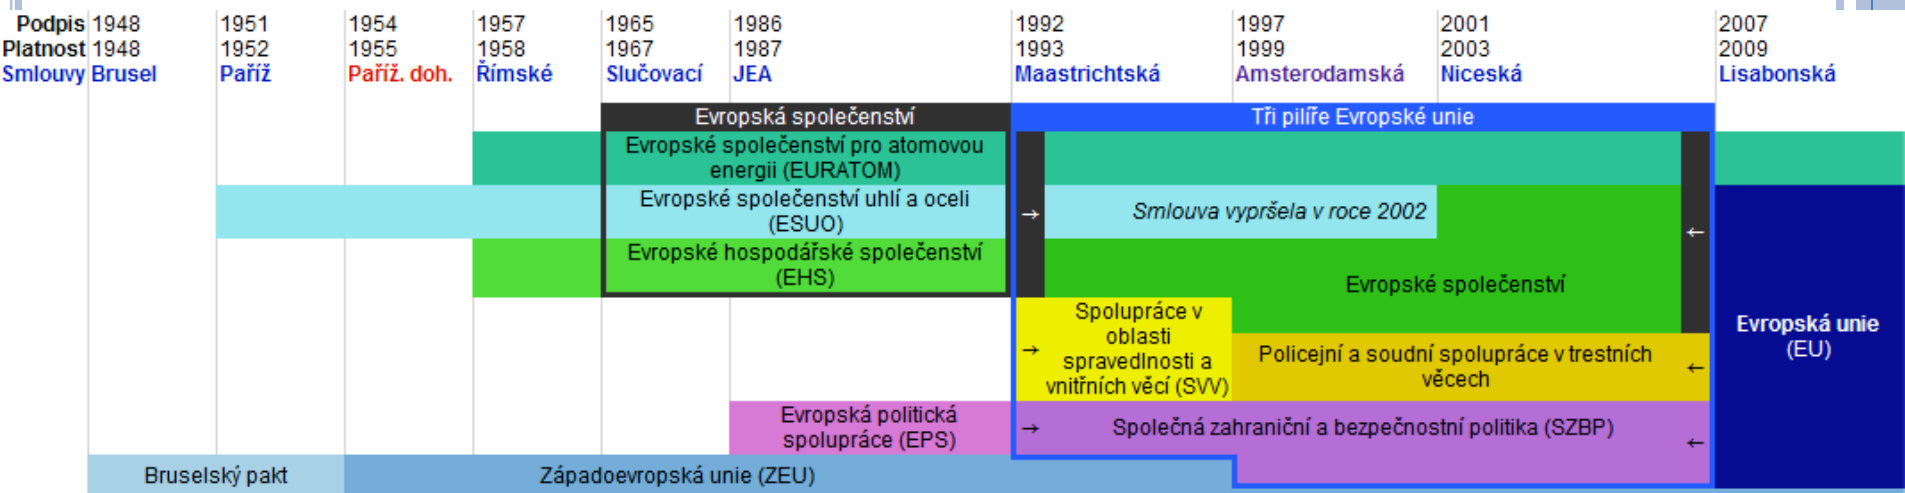 Podpis 1948 1951 1954 1957 1965 1986 1992 1997 2001 2007
Platnost 1948 1952 1955 1958 1967 1987 1993 1999 2003 2009
Smlouvy Brusel Paříž Paříž. doh. Římské Slučovací JEA Maastrichtská Amsterodamská Niceská Lisabonská
Evropská společenství
Tři pilíře Evropské unie
Evropské společenství pro atomovou
energii (EURATOM)
Evropské společenství uhlí a oceli
(ESUO)
→
Smlouva vypršela v roce 2002
←
Evropské hospodářské společenství
(EHS)
Evropské společenství
Spolupráce v
oblasti
spravedlnosti a
vnitřních věcí (SVV)
→
Policejní a soudní spolupráce v trestních
věcech
←
Evropská unie
(EU)
Evropská politická
spolupráce (EPS)
→
Společná zahraniční a bezpečnostní politika (SZBP)
←
Bruselský pakt
Západoevropská unie (ZEU)